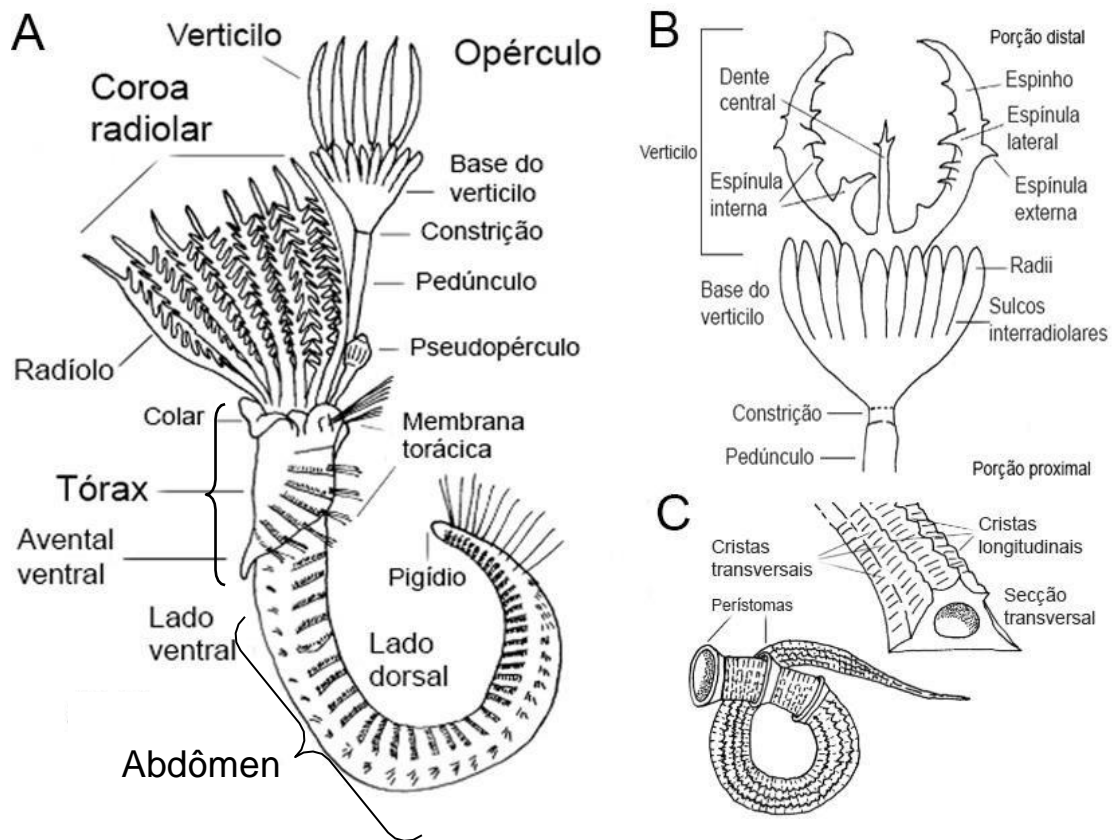 A
Verticilo
Opérculo
Coroa
radiolar
Base do
verticilo
Constrição
Pedúnculo
Pseudopérculo
Radíolo
Colar
Membrana
torácica
Tórax
Avental
ventral
Pigídio
Lado
ventral
Lado
dorsal
Abdômen
B
Porção distal
Dente
central
Espinho
Espínula
lateral
Verticilo
Espínula
interna
Espínula
externa
Radii
Base do
verticilo
Sulcos
interradiolares
Constrição
Pedúnculo
Porção proximal
C
Cristas
longitudinais
Cristas
transversais
Secção
transversal
Perístomas